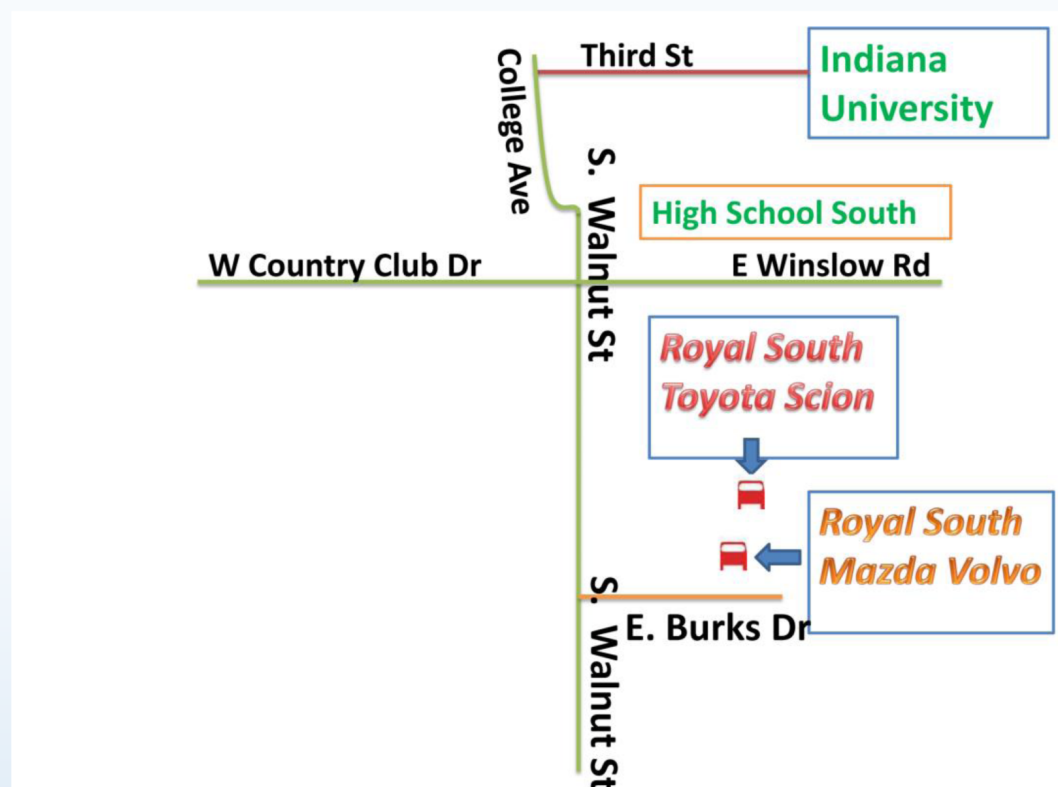 Third St
Indiana
University
College Ave
S. Walnut St
High School South
W Country Club Dr
E Winslow Rd
Royal South
Toyota Scion
Royal South
Mazda Volvo
E. Burks Dr
S. Walnut St